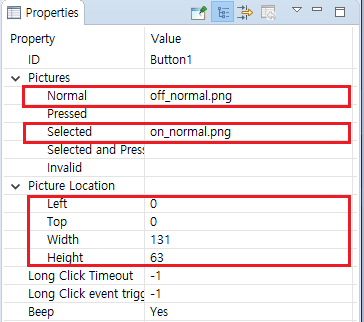 Properties
Property Value
ID Button1
Pictures
Normal off_normal.png
Pressed
Selected on_normal.png
Selected and Press
Invalid
Picture Location
Left 0
Top 0
Width 131
Height 63
Long Click Timeout -1
Long Click event trigg -1
Beep Yes